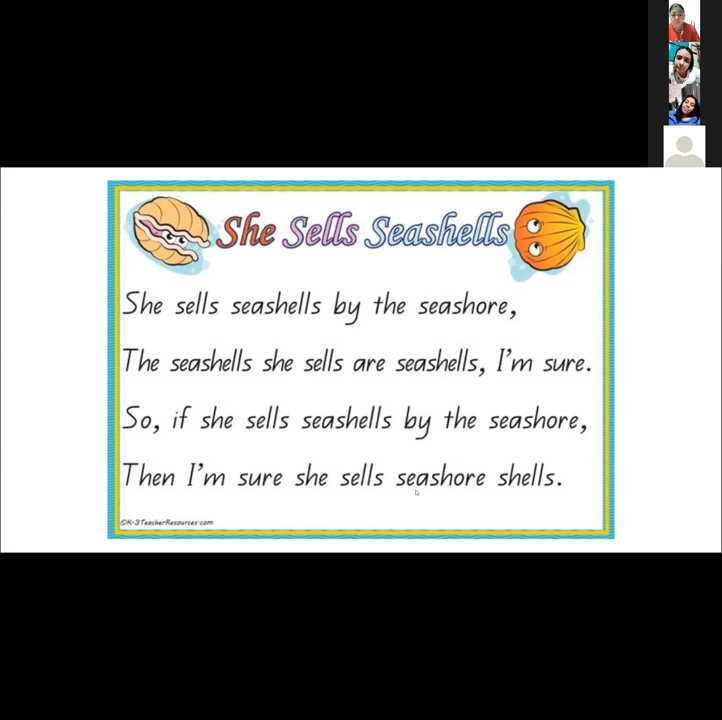 She Sells Seashells
She sells seashells by the seashore,
The seashells she sells are seashells, I'm sure.
So, if she sells seashells by the seashore,
Then I'm sure she sells seashore shells.
©K-3TeacherResources.com